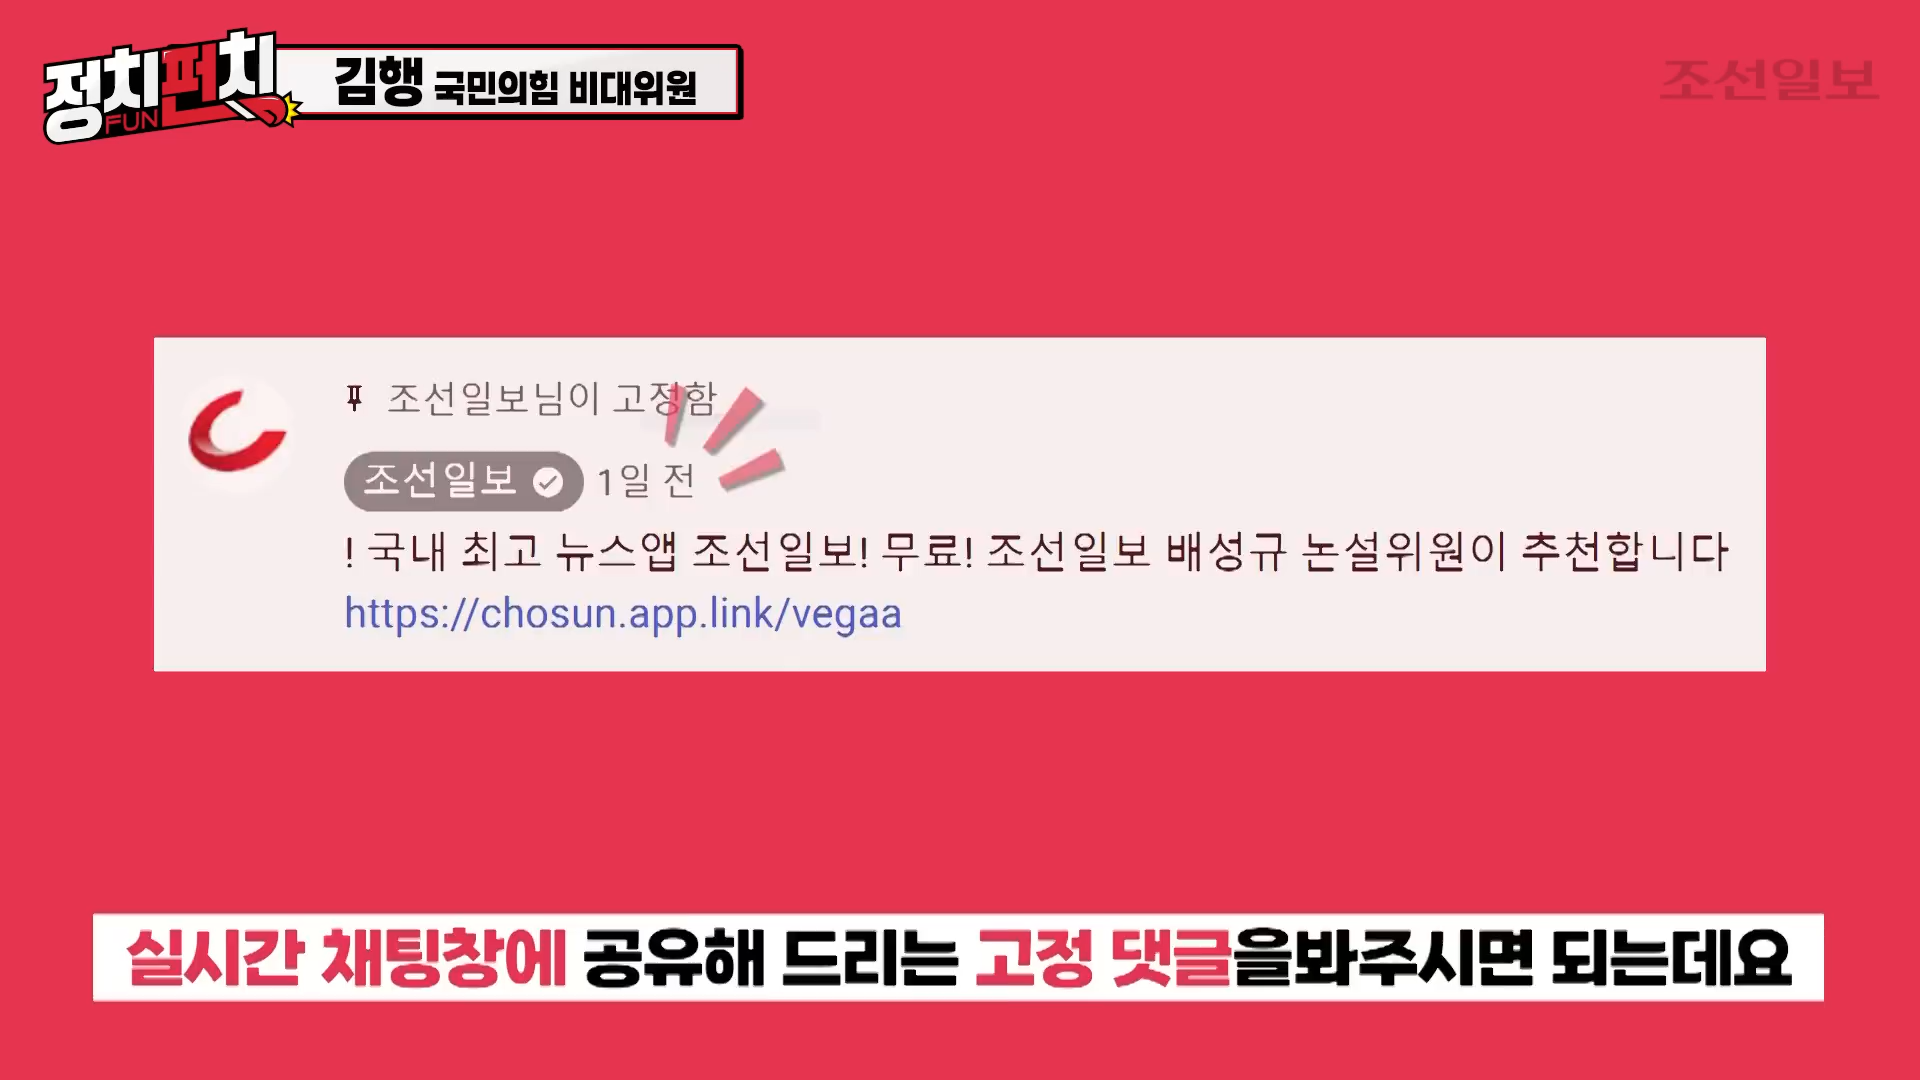 정치펀치
FUN
김행 국민의힘 비대위원
조선일보
조선일보님이 고정함
조선일보 1일 전
! 국내 최고 뉴스앱 조선일보! 무료! 조선일보 배성규 논설위원이 추천합니다
https://chosun.app.link/vegaa
실시간 채팅창에 공유해 드리는 고정 댓글을봐주시면 되는데요